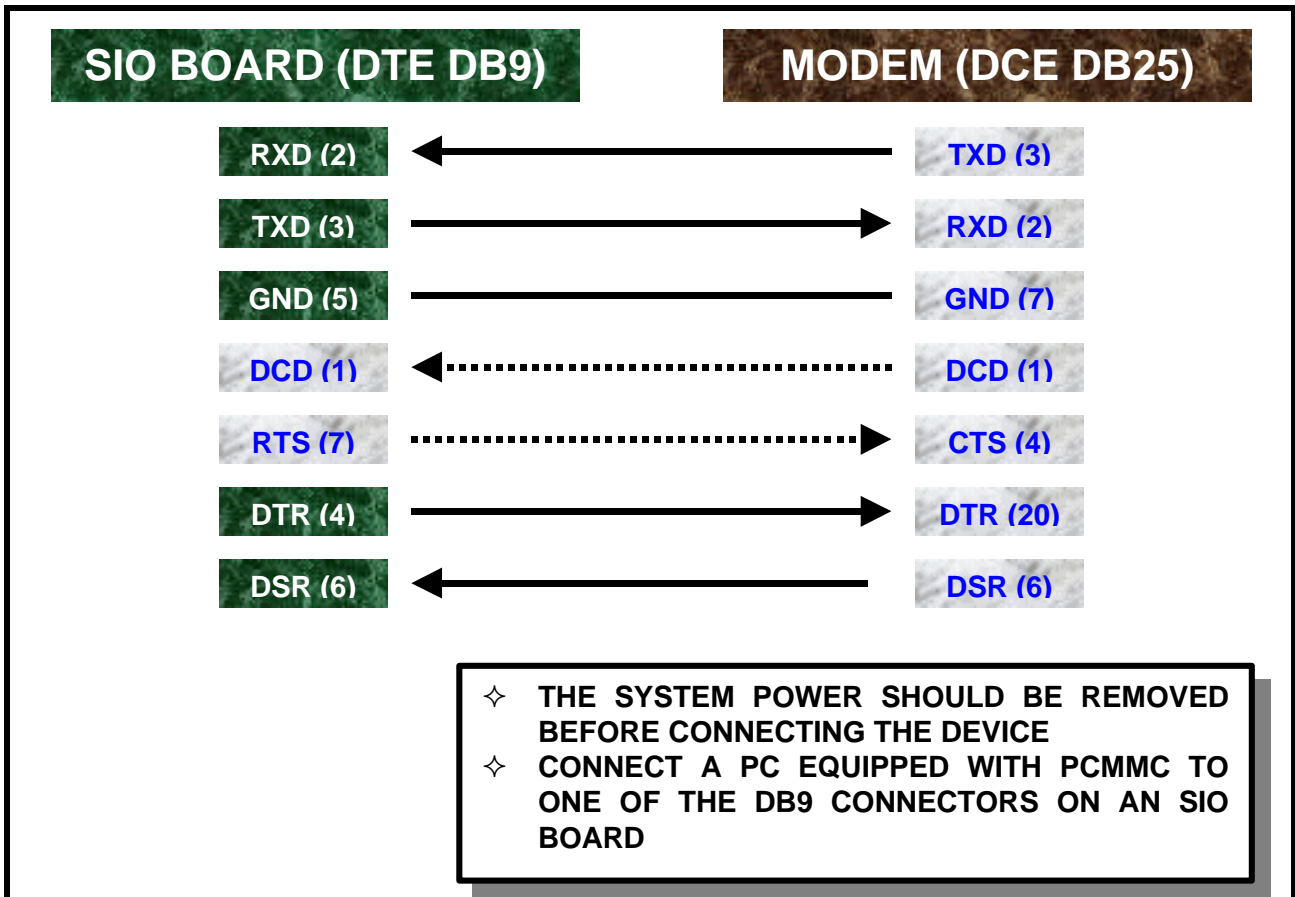 SIO BOARD (DTE DB9) MODEM (DCE DB25)
RXD (2) TXD (3)
TXD (3) RXD (2)
GND (5) GND (7)
DCD (1) DCD (1)
RTS (7) CTS (4)
DTR (4) DTR (20)
DSR (6) DSR (6)
✧ THE SYSTEM POWER SHOULD BE REMOVED
BEFORE CONNECTING THE DEVICE
✧ CONNECT A PC EQUIPPED WITH PCMMC TO
ONE OF THE DB9 CONNECTORS ON AN SIO
BOARD